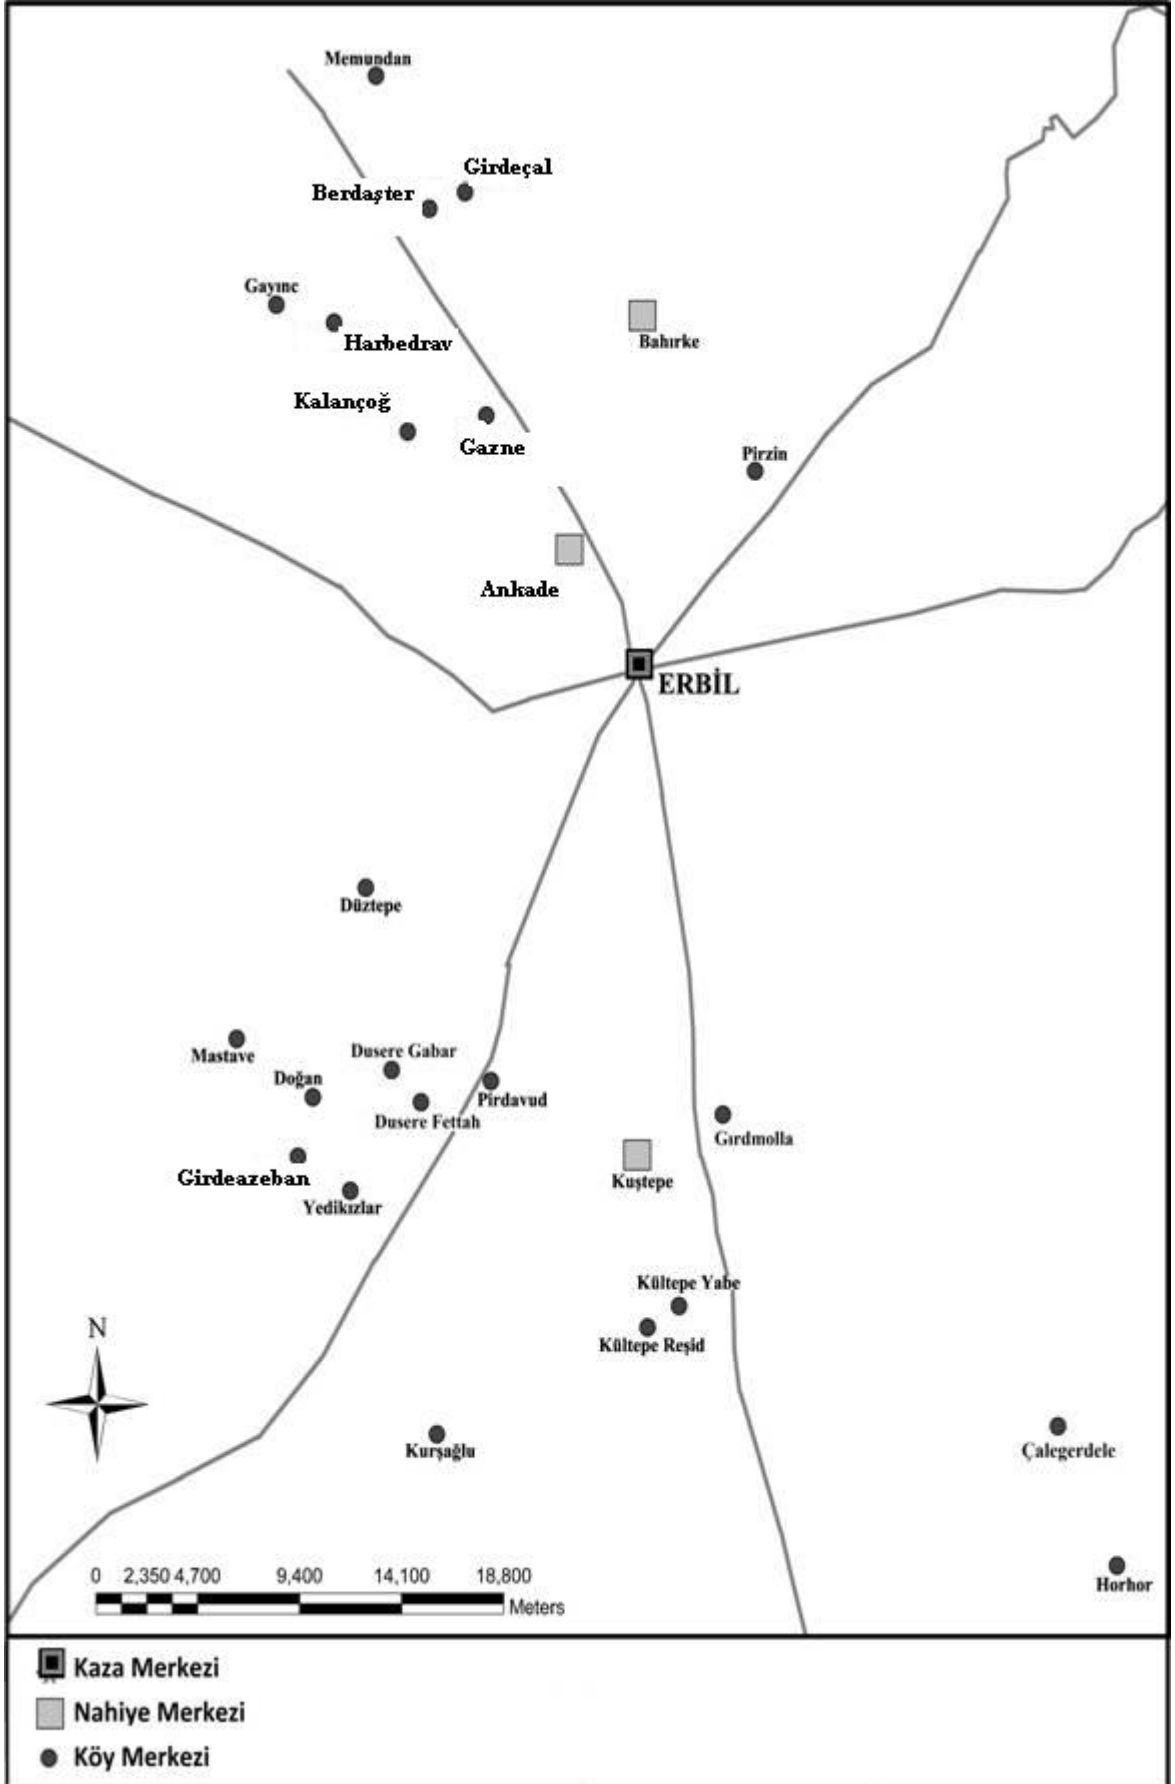 Memundan
Girdeçal
Berdaşter
Gayınc
Harbedrav
Bahırke
Kalançoğ
Gazne
Pirzin
Ankade
ERBİL
Düztepe
Mastave
Dusere Gabar
Doğan
Pirdavud
Dusere Fettah
Gırdmolla
Girdeazeban
Kuştepe
Yedikızlar
Kültepe Yabe
N
Kültepe Reşid
Kurşağlu
Çalegerdele
0 2,350 4,700 9,400 14,100 18,800
Meters
Horhor
Kaza Merkezi
Nahiye Merkezi
Köy Merkezi